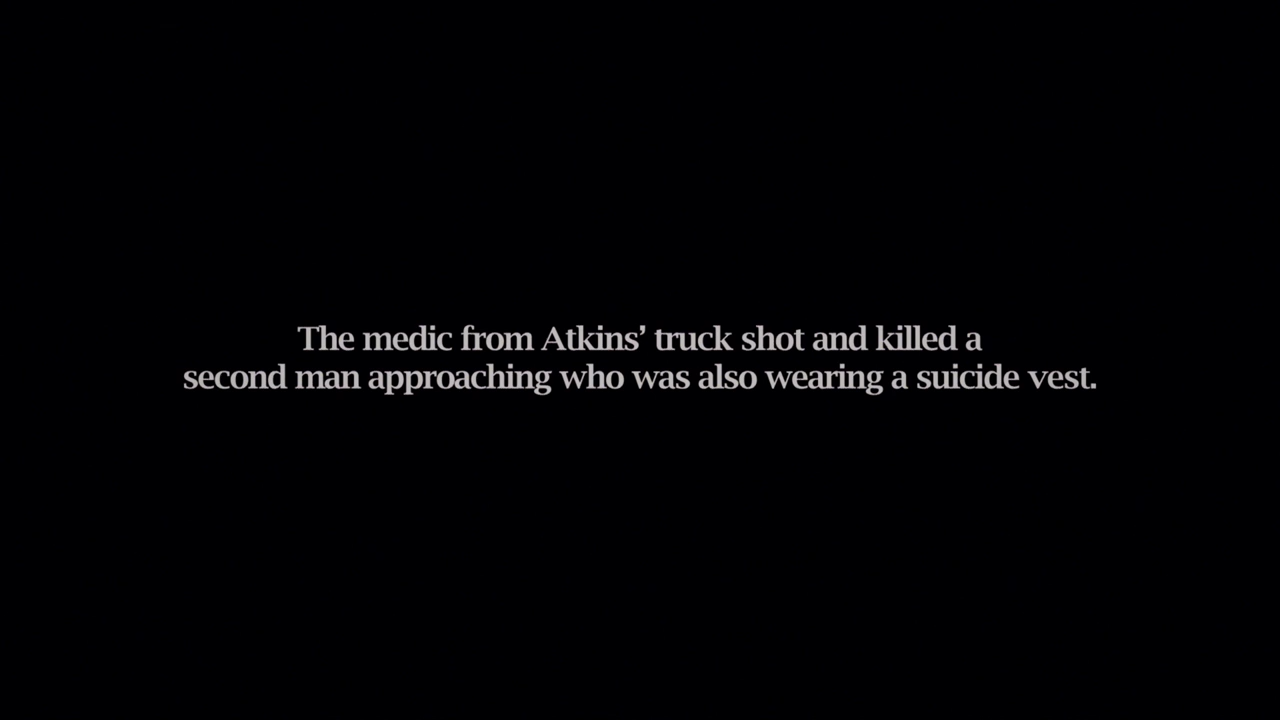 The medic from Atkins’ truck shot and killed a
second man approaching who was also wearing a suicide vest.